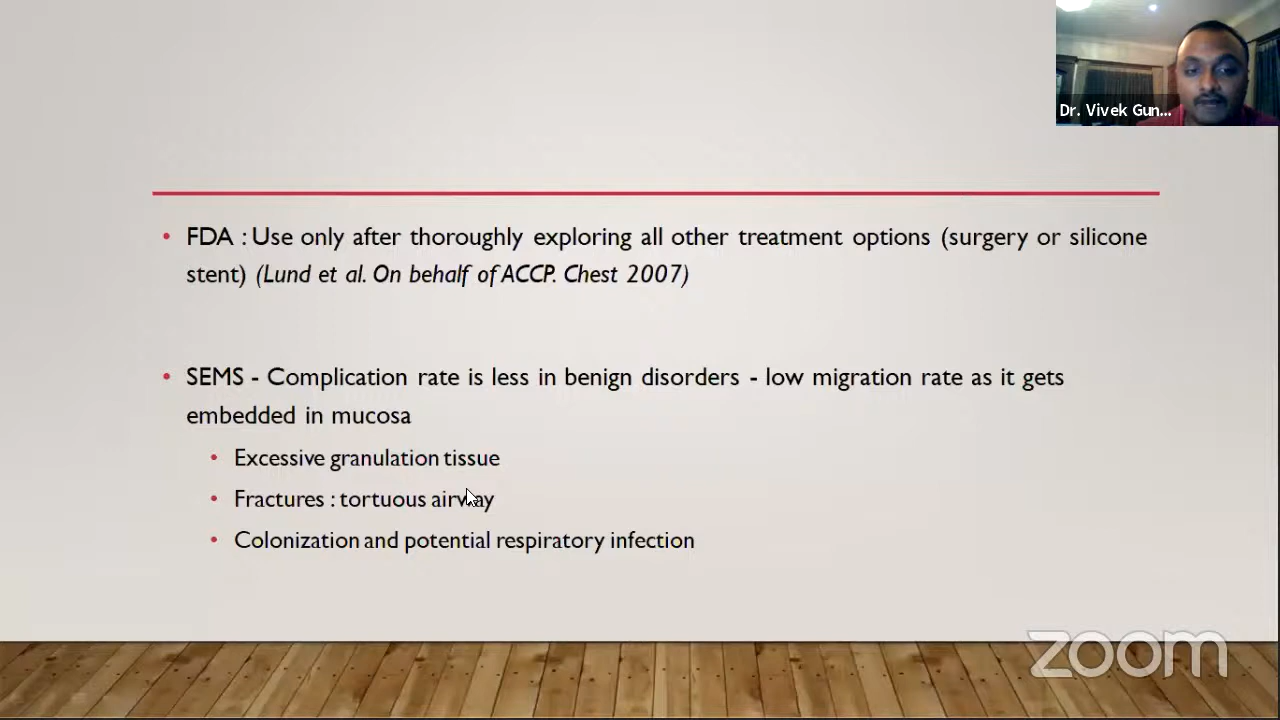 Dr. Vivek Gun...
• FDA : Use only after thoroughly exploring all other treatment options (surgery or silicone
stent) (Lund et al. On behalf of ACCP. Chest 2007)
• SEMS - Complication rate is less in benign disorders - low migration rate as it gets
embedded in mucosa
• Excessive granulation tissue
• Fractures : tortuous airway
• Colonization and potential respiratory infection
zoom